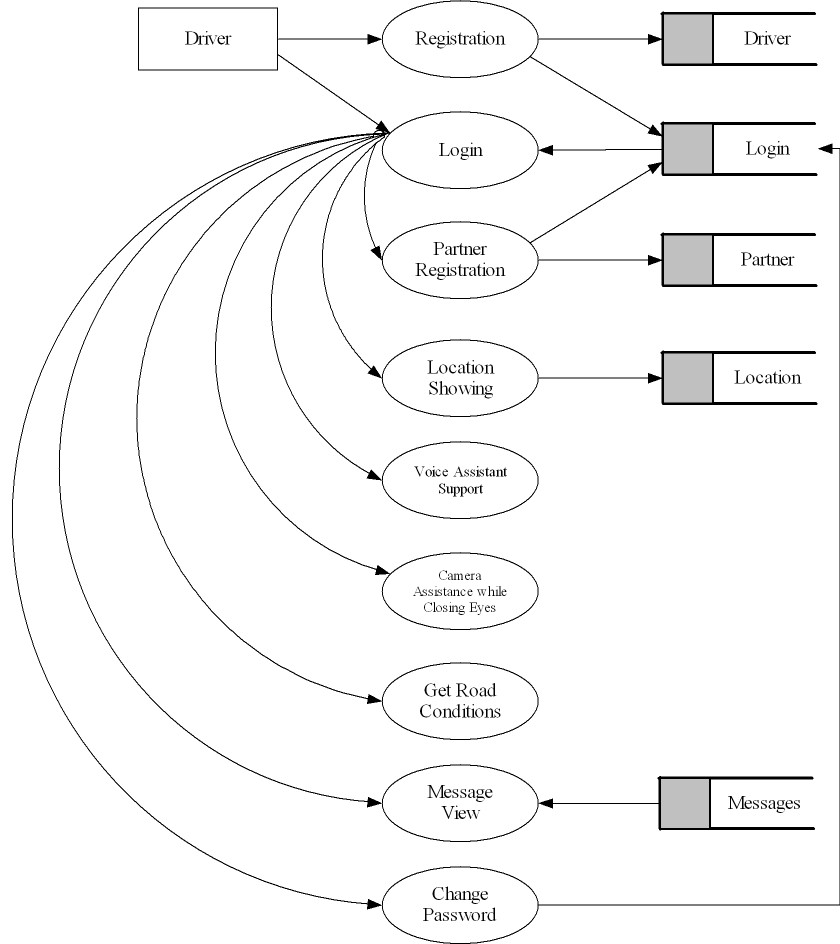 Driver
Registration
Driver
Login
Login
Partner
Registration
Partner
Location
Showing
Location
Voice Assistant
Support
Camera
Assistance while
Closing Eyes
Get Road
Conditions
Message
View
Messages
Change
Password